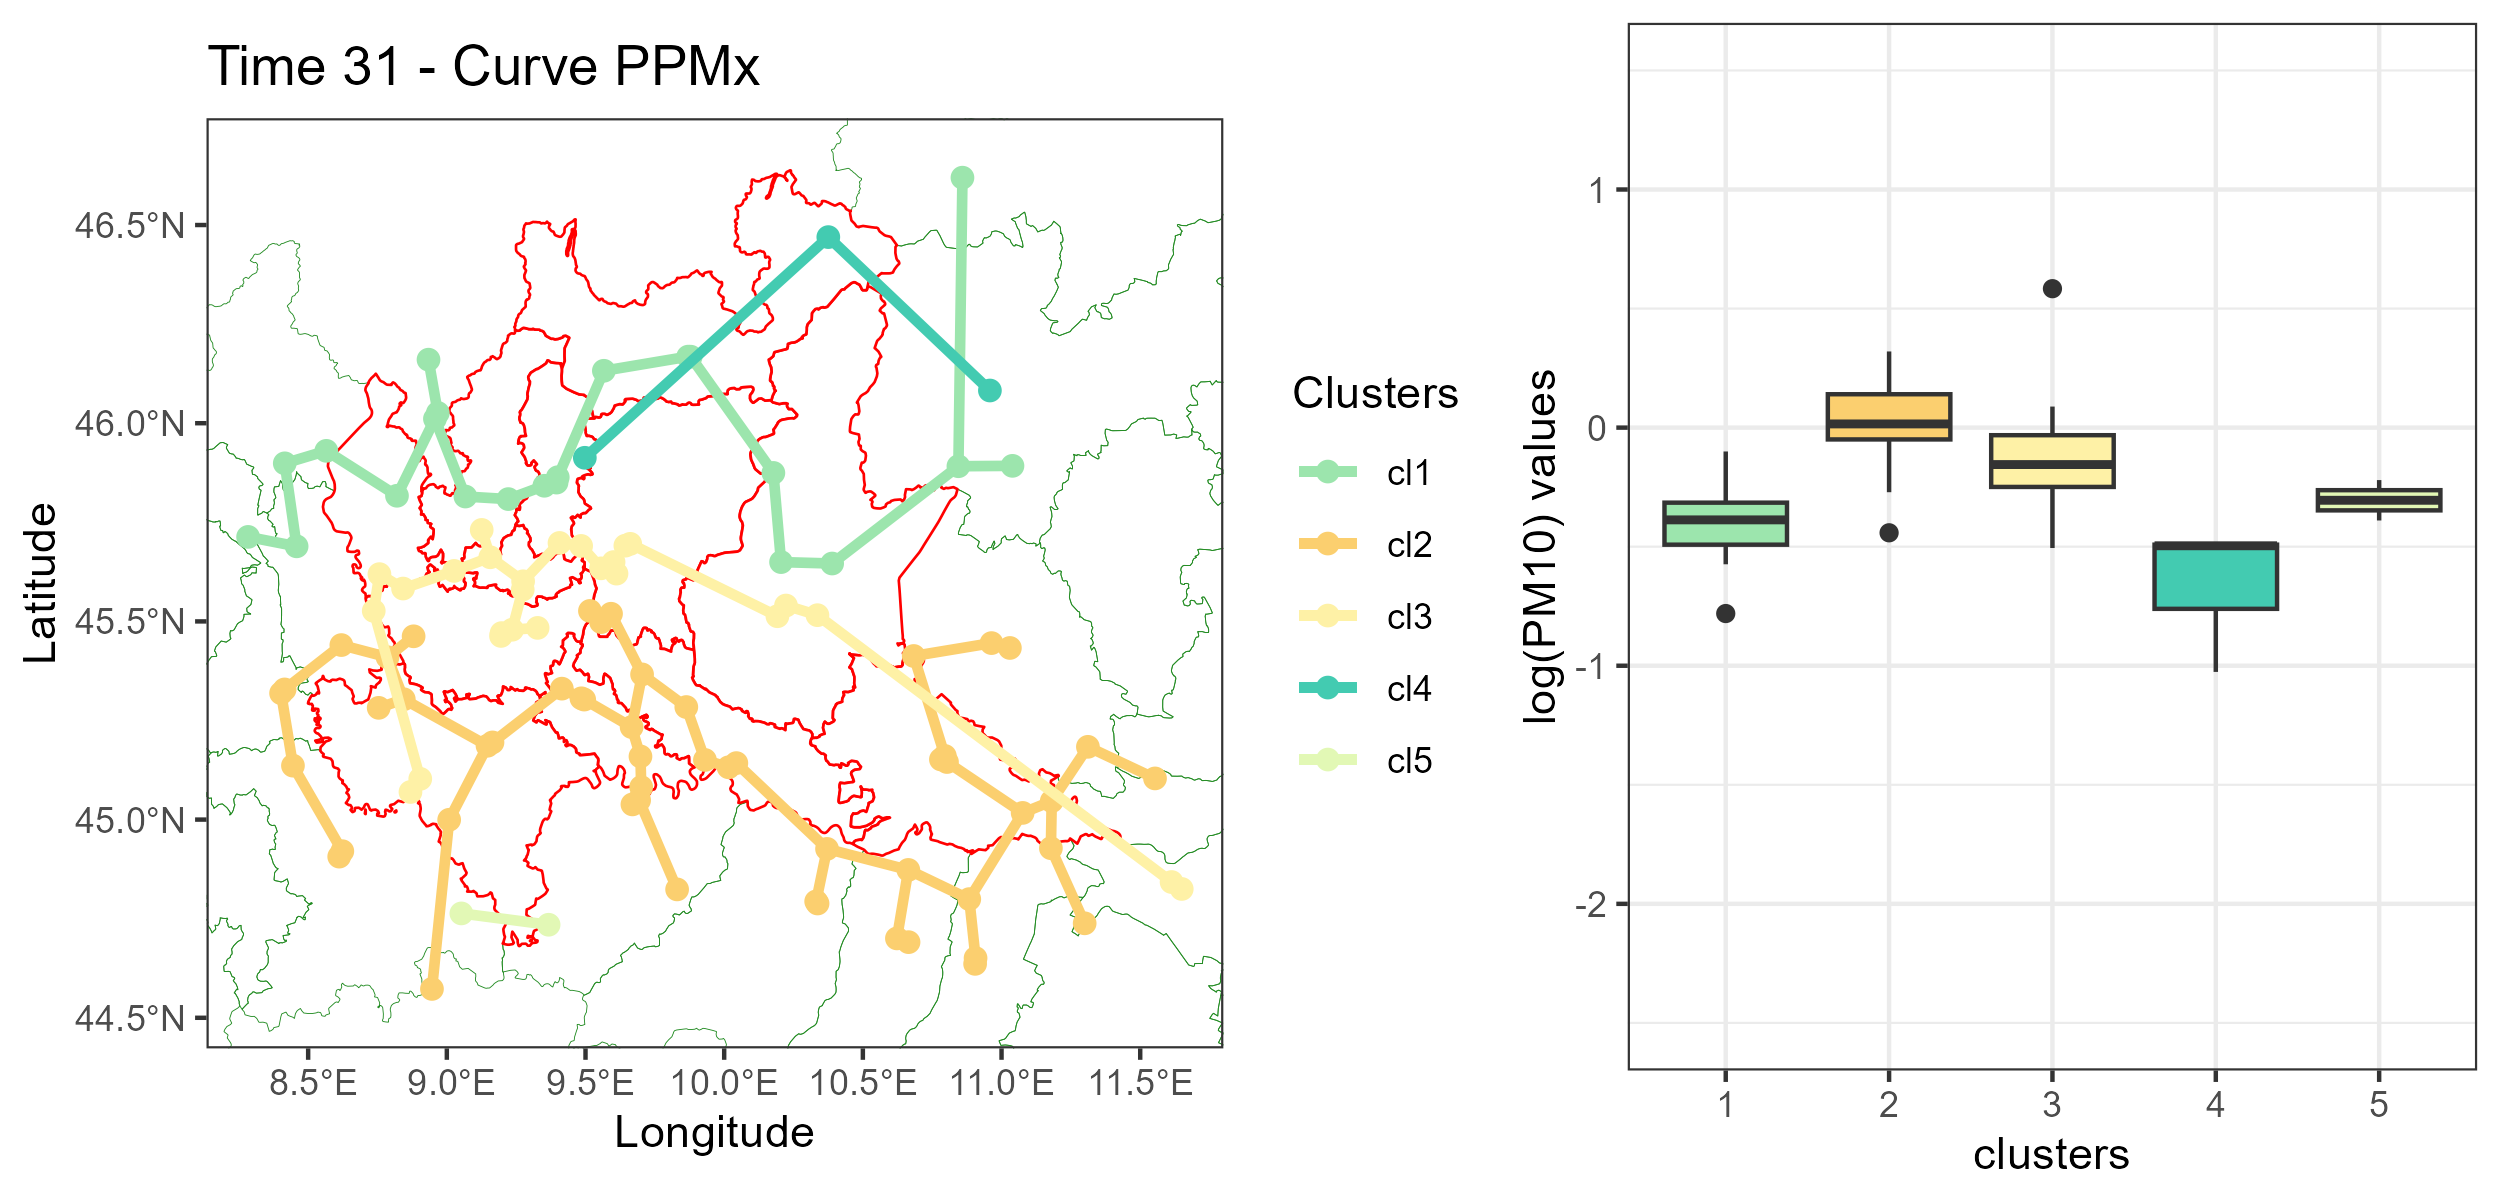 Time 31 - Curve PPMx
46.5°N
46.0°N
45.5°N
45.0°N
44.5°N
Latitude
8.5°E 9.0°E 9.5°E 10.0°E 10.5°E 11.0°E 11.5°E
Longitude
Clusters
cl1
cl2
cl3
cl4
cl5
log(PM10) values
1
0
-1
-2
1 2 3 4 5
clusters